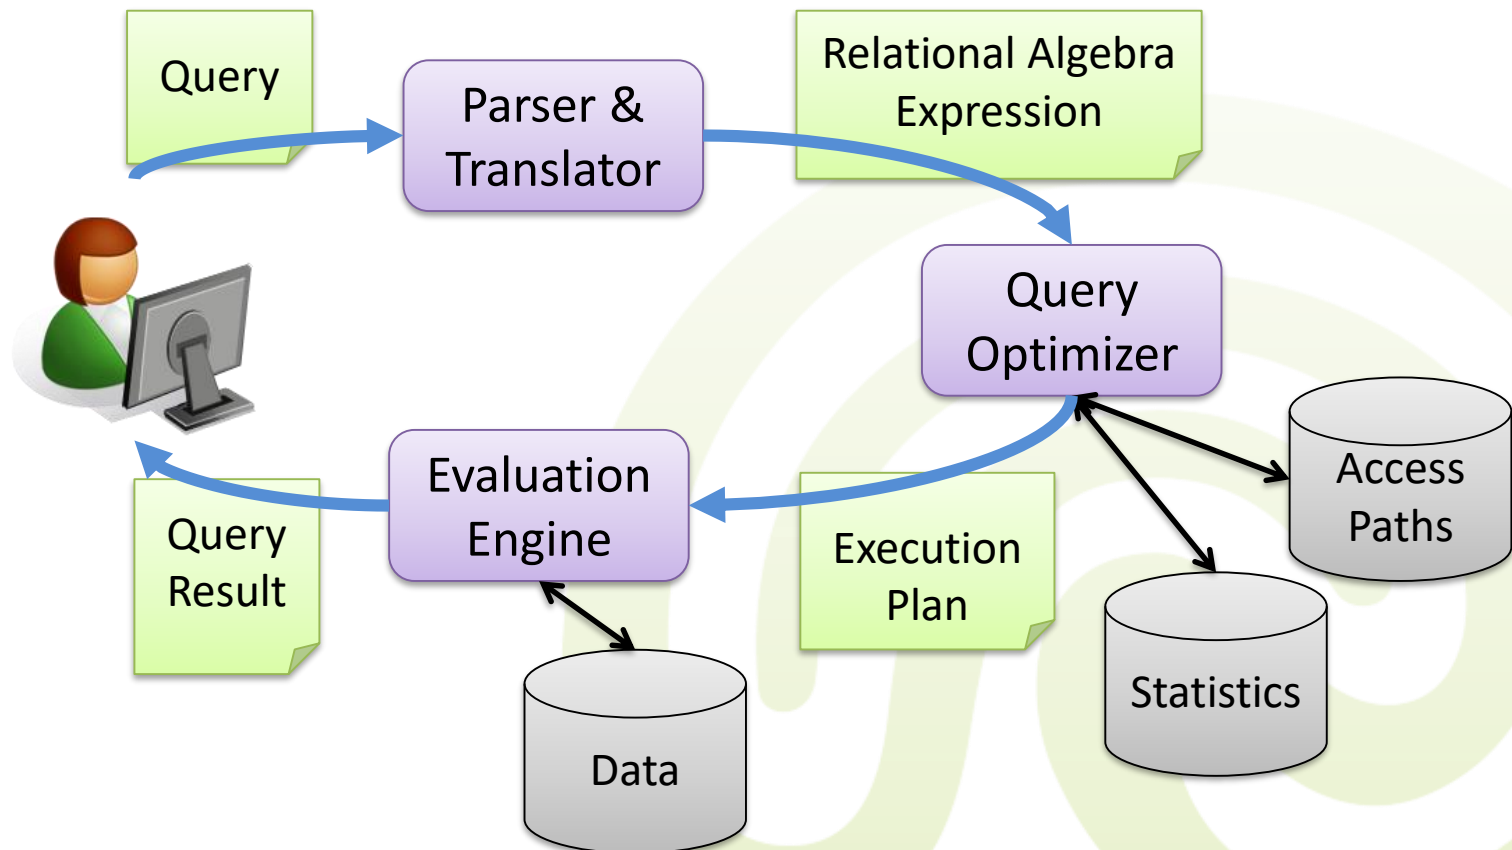 Query
Parser &
Translator
Relational Algebra
Expression
Query
Optimizer
Access
Paths
Statistics
Execution
Plan
Evaluation
Engine
Data
Query
Result